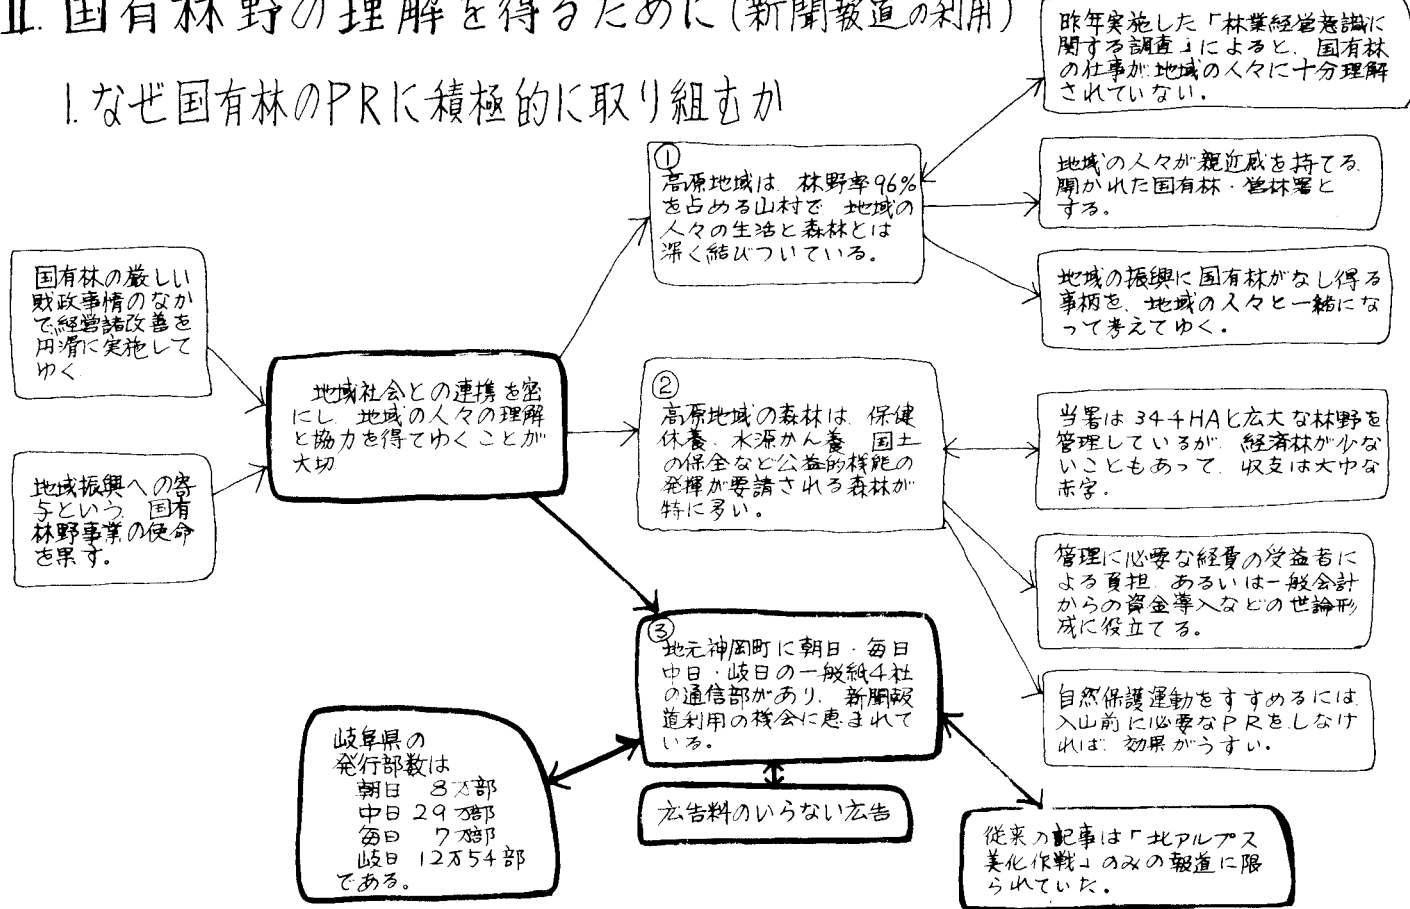 Ⅱ. 国有林野の理解を得るために(新聞報道の利用)
1. なぜ国有林のPRに積極的に取り組むか
国有林の厳しい
財政事情のなか
で経営諸改善を
円滑に実施して
ゆく
地域振興への寄
与という、国有
林野事業の使命
を果す。
地域社会との連携を密
にし、地域の人々の理解
と協力を得てゆくことが
大切
①
高原地域は、林野率96%
を占める山村で、地域の
人々の生活と森林とは
深く結びついている。
昨年実施した「林業経営意識に
関する調査」によると、国有林
の仕事が地域の人々に十分理解
されていない。
地域の人々が親近感を持てる
開かれた国有林・営林署と
する。
地域の振興に国有林がなし得る
事柄を、地域の人々と一緒にな
って考えてゆく。
②
高原地域の森林は、保健
休養、水源かん養、国土
の保全など公益的機能の
発揮が要請される森林が
特に多い。
当署は344HAと広大な林野を
管理しているが、経済林が少な
いこともあって、収支は大巾な
赤字.
管理に必要な経費の受益者に
よる負担、あるいは一般会計
からの資金導入などの世論形
成に役立てる。
自然保護運動をすすめるには
入山前に必要なPRをしなけ
れば、効果がうすい。
③
地元神岡町に朝日・毎日
中日・岐日の一般紙4社
の通信部があり、新聞報
道利用の機会に恵まれて
いる。
岐阜県の
発行部数は
朝日 8万部
中日 29万部
毎日 7万部
岐日 12万54部
である。
広告料のいらない広告
従来の記事は「北アルプス
美化作戦」のみの報道に限
られていた。